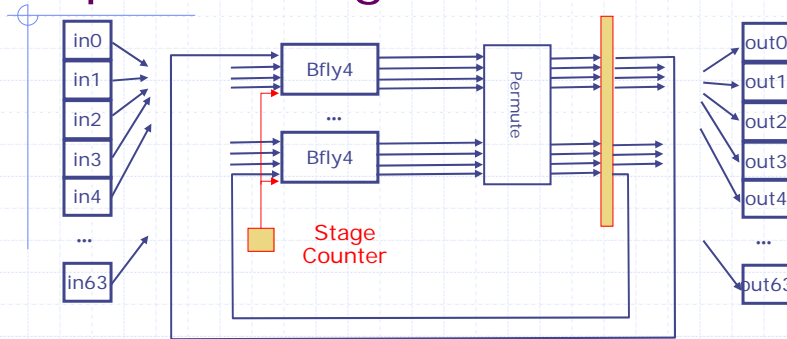 in0
in1
in2
in3
in4
...
in63
Bfly4
...
Bfly4
Permute
Stage
Counter
out0
out1
out2
out3
out4
...
out63